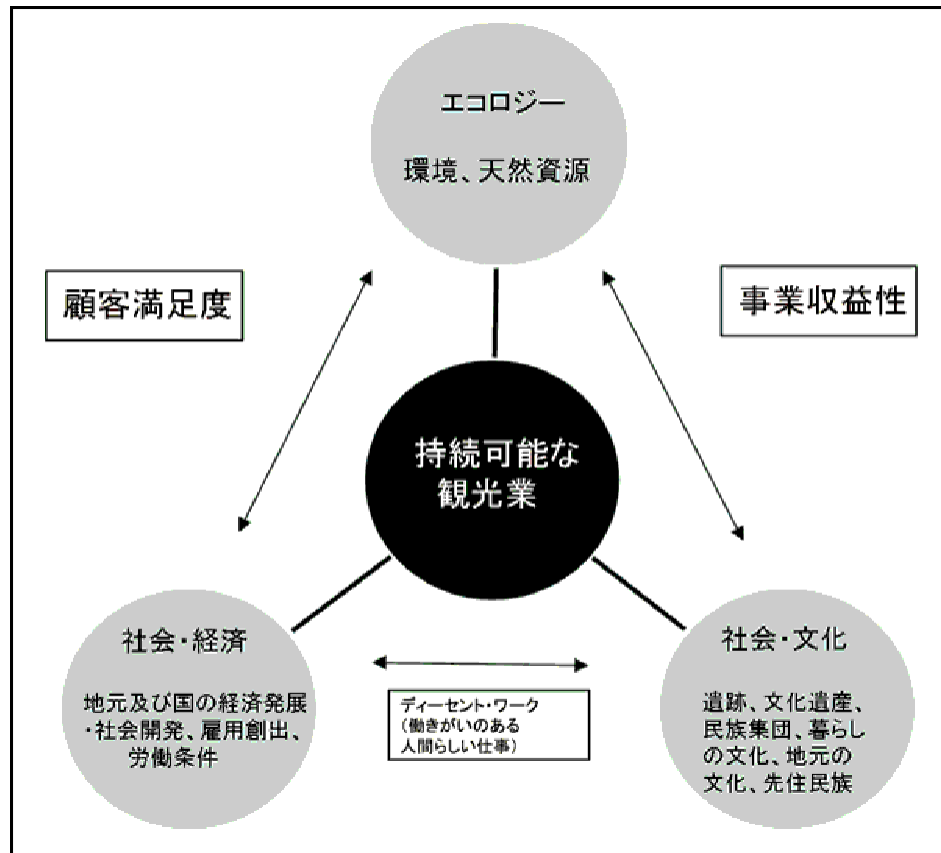 エコロジー
環境、天然資源
顧客満足度
事業収益性
持続可能な
観光業
社会・経済
地元及び国の経済発展
・社会開発、雇用創出、
労働条件
ディーセント・ワーク
(働きがいのある
人間らしい仕事)
社会・文化
遺跡、文化遺産、
民族集団、暮らし
の文化、地元の
文化、先住民族